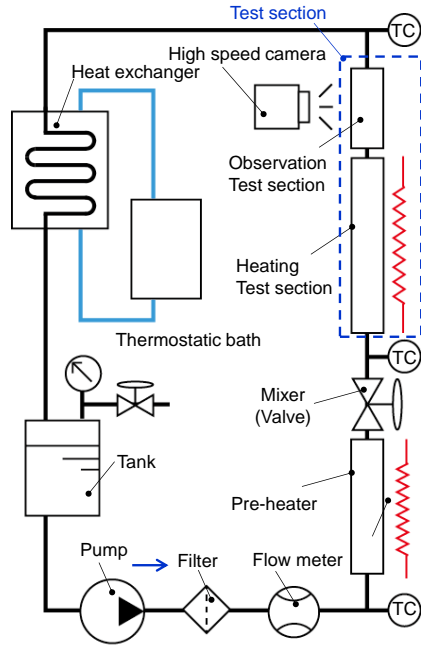 Test section
TC
High speed camera
Heat exchanger
Observation
Test section
Heating
Test section
Thermostatic bath
TC
Mixer
(Valve)
Tank
Pre-heater
Pump
Filter
Flow meter
TC